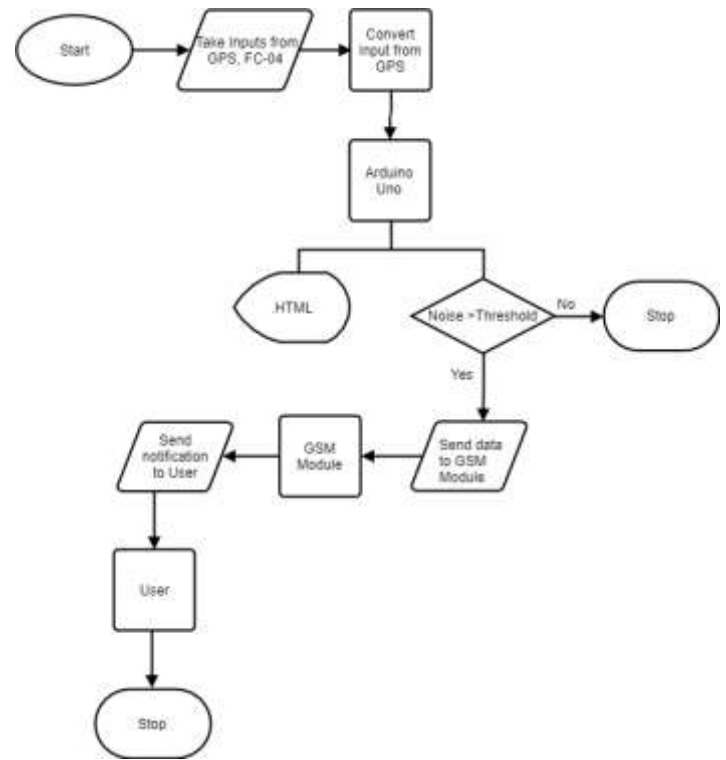 Start
Take Inputs from
GPS, FC-04
Convert
Input from
GPS
Arduino
Uno
.HTML
Noise >Threshold
No
Stop
Yes
Send data
to GSM
Module
GSM
Module
Send
notification
to User
User
Stop